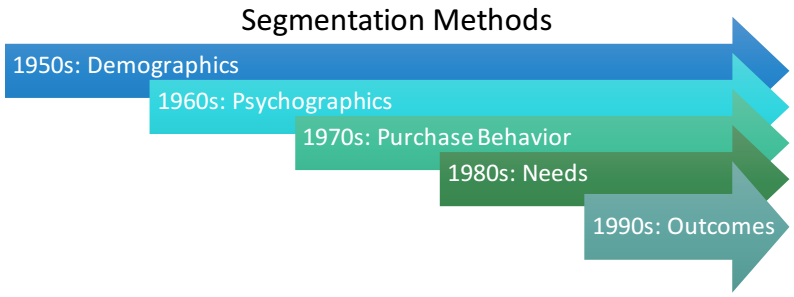 Segmentation Methods
1950s: Demographics
1960s: Psychographics
1970s: Purchase Behavior
1980s: Needs
1990s: Outcomes